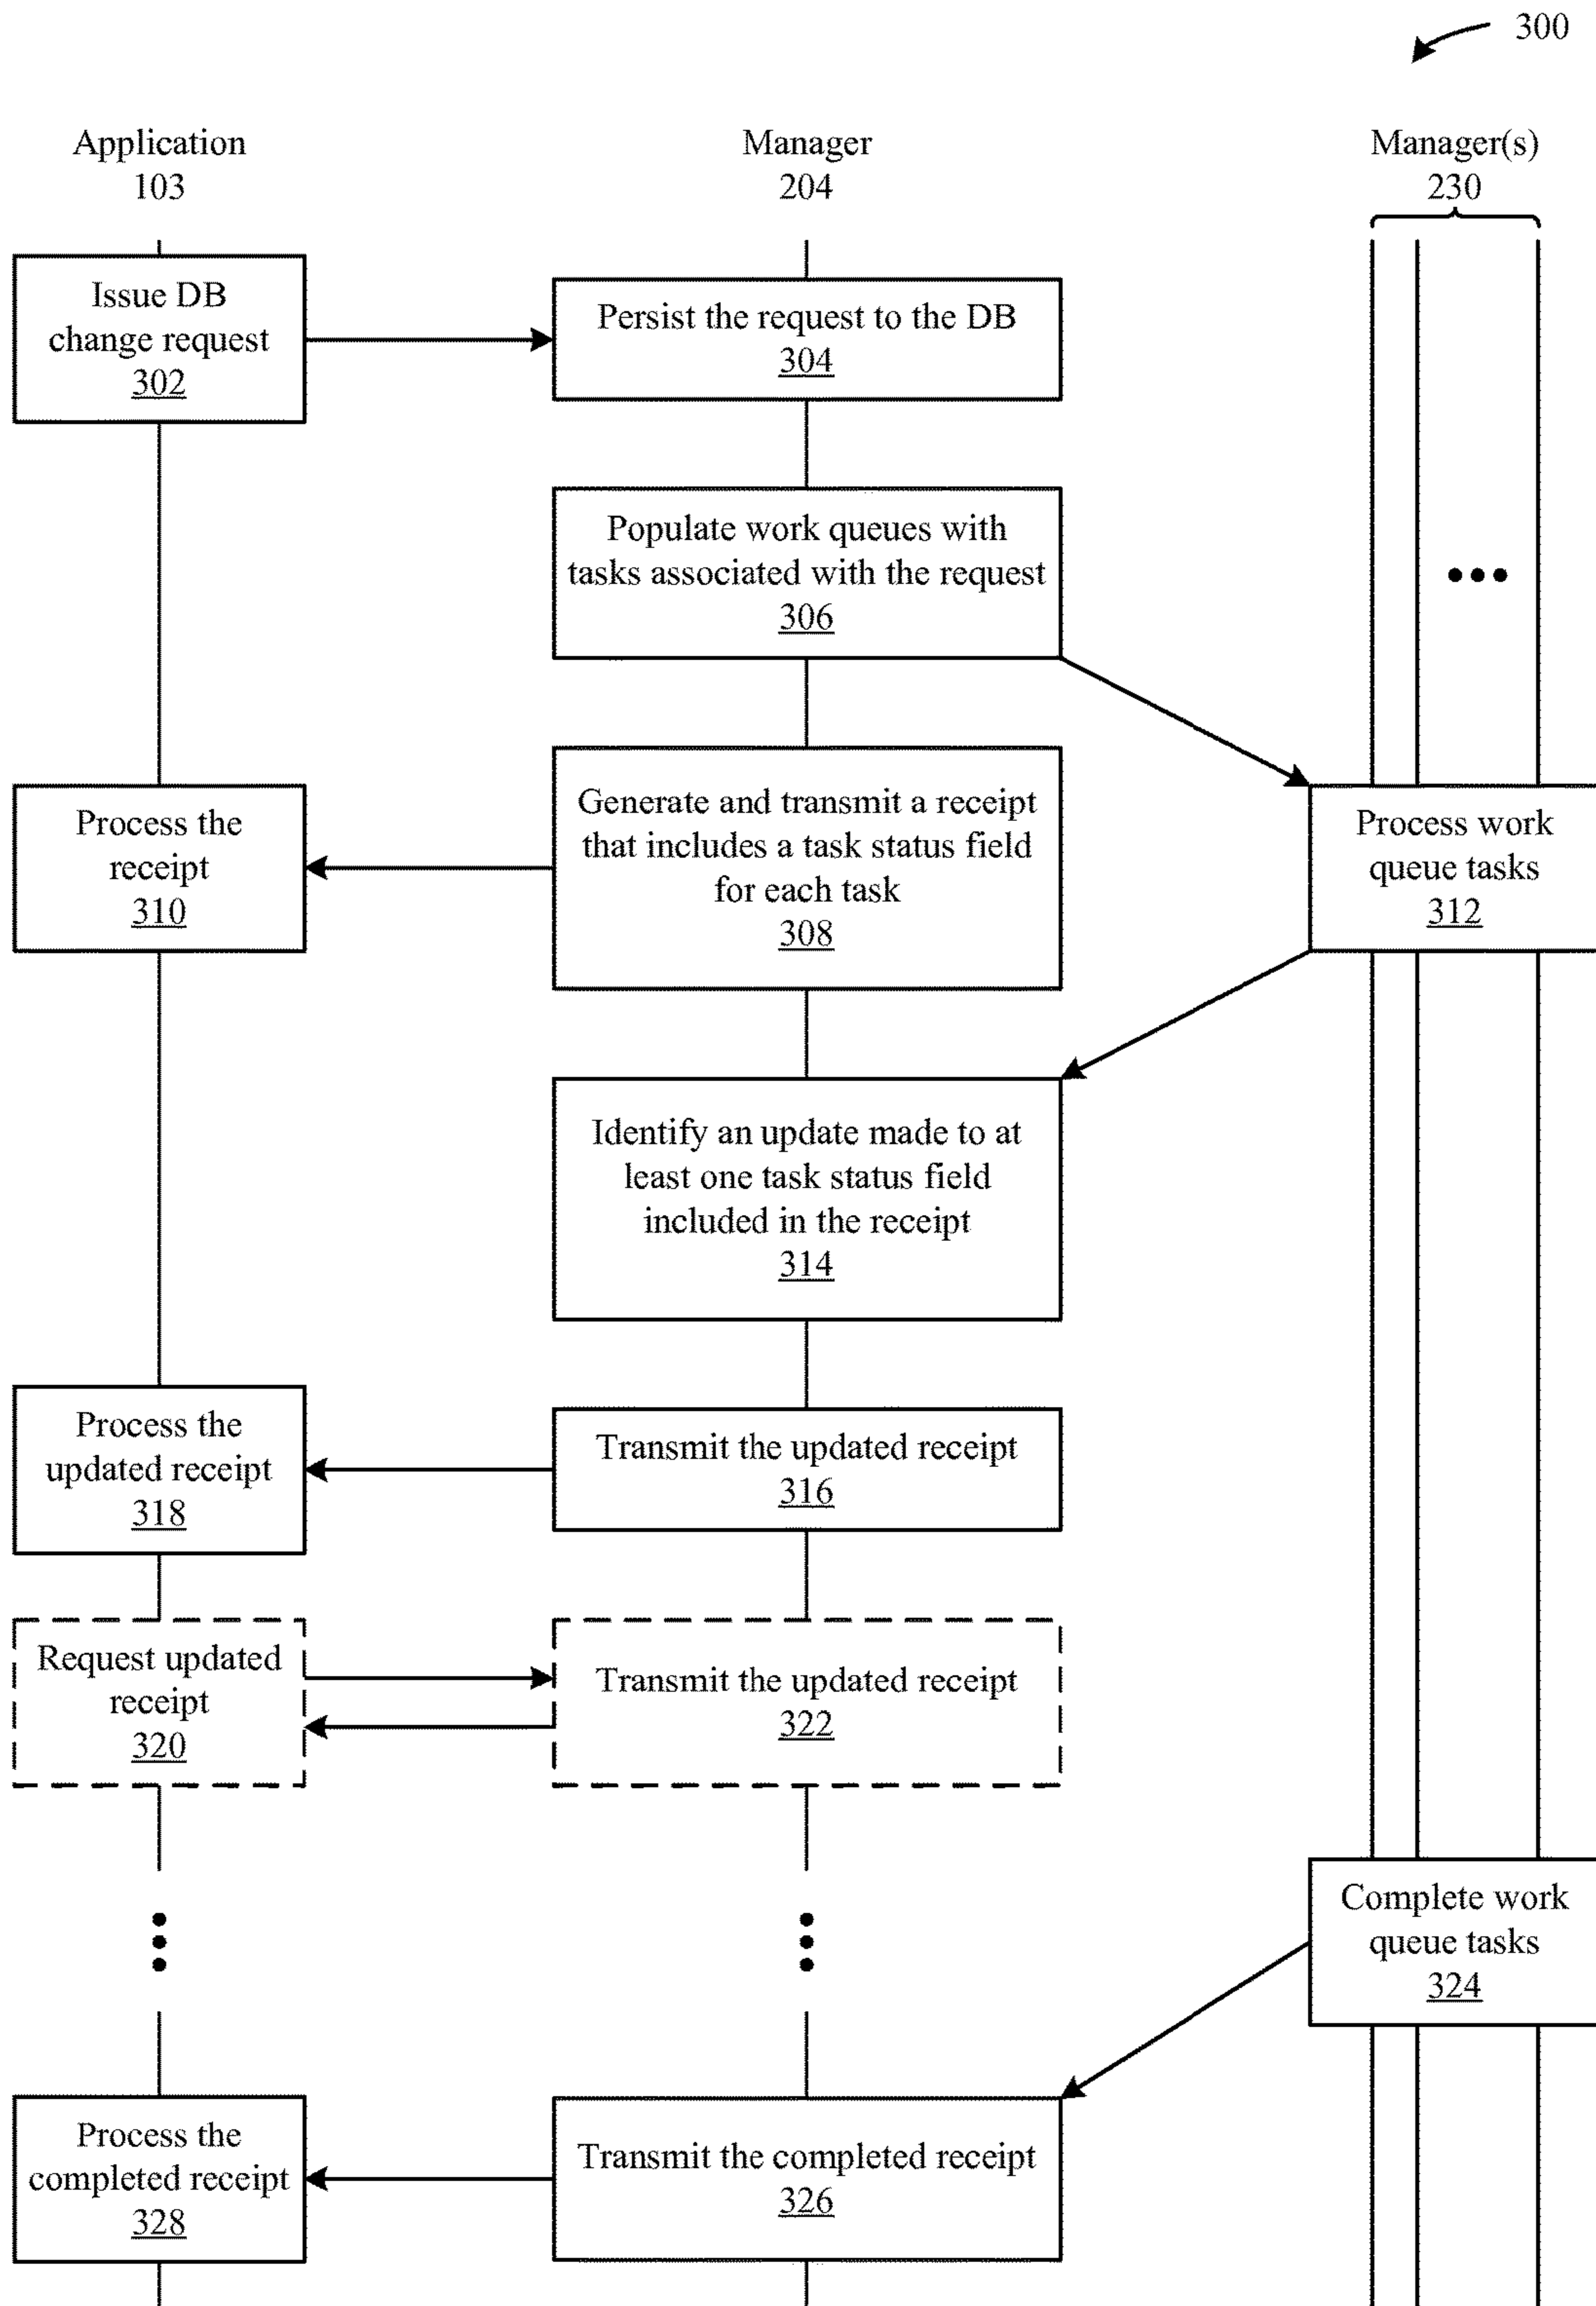 300
Application
103
Manager
204
Manager(s)
230
Issue DB
change request
302
Persist the request to the DB
304
Populate work queues with
tasks associated with the request
306
Generate and transmit a receipt
that includes a task status field
for each task
308
Process the
receipt
310
Process work
queue tasks
312
Identify an update made to at
least one task status field
included in the receipt
314
Transmit the updated receipt
316
Process the
updated receipt
318
Request updated
receipt
320
Transmit the updated receipt
322
Complete work
queue tasks
324
Transmit the completed receipt
326
Process the
completed receipt
328